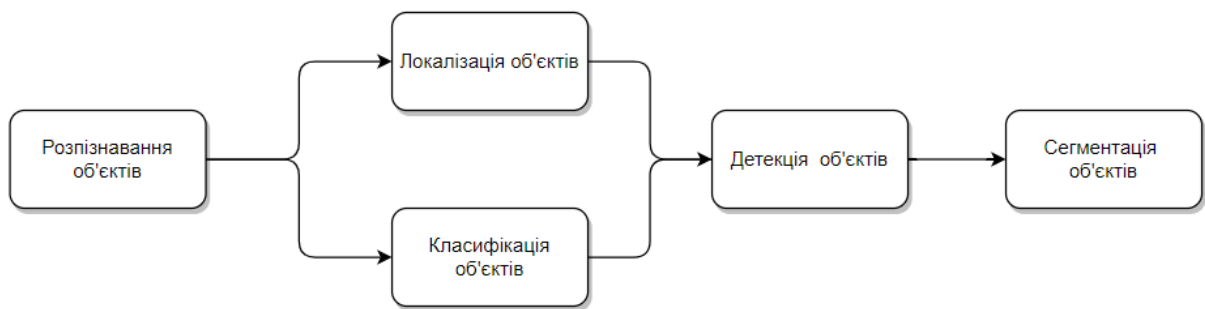 Розпізнавання
об'єктів
Локалізація об'єктів
Класифікація
об'єктів
Детекція об'єктів
Сегментація
об'єктів